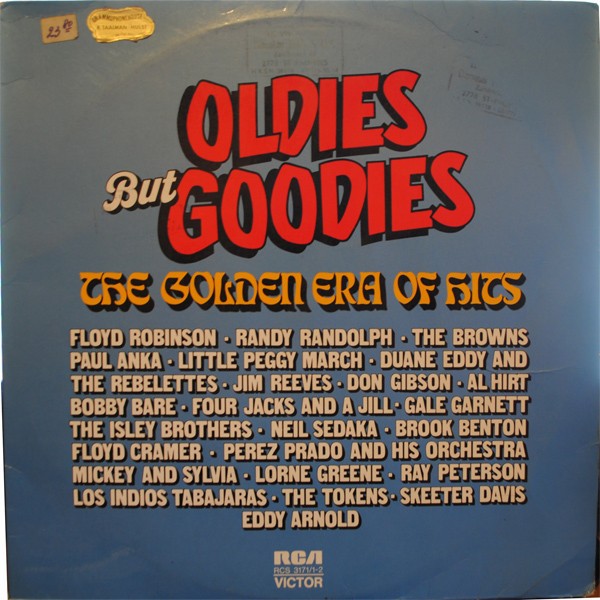 23
OLDIES
But GOODIES
THE GOLDEN ERA OF HITS
FLOYD ROBINSON · RANDY RANDOLPH · THE BROWNS
PAUL ANKA · LITTLE PEGGY MARCH · DUANE EDDY AND
THE REBELETTES · JIM REEVES · DON GIBSON · AL HIRT
BOBBY BARE · FOUR JACKS AND A JILL · GALE GARNETT
THE ISLEY BROTHERS · NEIL SEDAKA · BROOK BENTON
FLOYD CRAMER · PEREZ PRADO AND HIS ORCHESTRA
MICKEY AND SYLVIA · LORNE GREENE · RAY PETERSON
LOS INDIOS TABAJARAS · THE TOKENS · SKEETER DAVIS
EDDY ARNOLD
RCA
RCS 3171/1-2
VICTOR